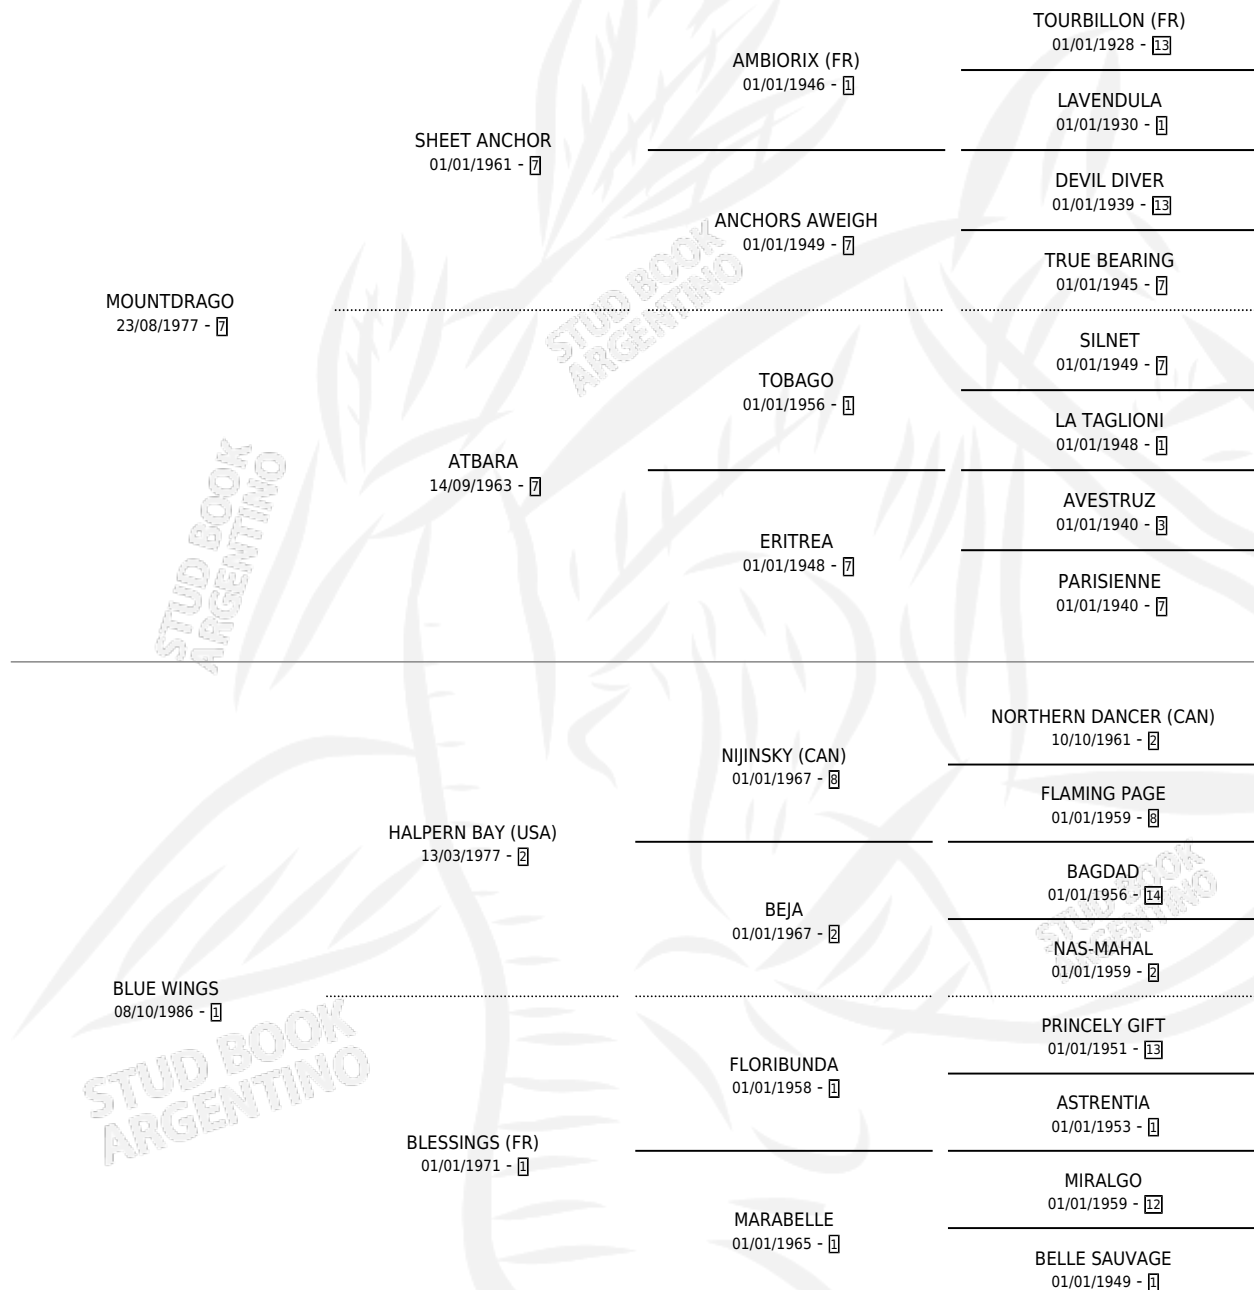 TOURBILLON (FR)
01/01/1928 - 13
AMBIORIX (FR)
01/01/1946 - 1
LAVENDULA
01/01/1930 - 1
SHEET ANCHOR
01/01/1961 - 7
DEVIL DIVER
01/01/1939 - 13
ANCHORS AWEIGH
01/01/1949 - 7
TRUE BEARING
01/01/1945 - 7
MOUNTDRAGO
23/08/1977 - 7
SILNET
01/01/1949 - 7
TOBAGO
01/01/1956 - 1
LA TAGLIONI
01/01/1948 - 1
ATBARA
14/09/1963 - 7
AVESTRUZ
01/01/1940 - 3
ERITREA
01/01/1948 - 7
PARISIENNE
01/01/1940 - 7
NORTHERN DANCER (CAN)
10/10/1961 - 2
NIJINSKY (CAN)
01/01/1967 - 8
FLAMING PAGE
01/01/1959 - 8
HALPERN BAY (USA)
13/03/1977 - 2
BAGDAD
01/01/1956 - 14
BEJA
01/01/1967 - 2
NAS-MAHAL
01/01/1959 - 2
BLUE WINGS
08/10/1986 - 1
PRINCELY GIFT
01/01/1951 - 13
FLORIBUNDA
01/01/1958 - 1
ASTRENTIA
01/01/1953 - 1
BLESSINGS (FR)
01/01/1971 - 1
MIRALGO
01/01/1959 - 12
MARABELLE
01/01/1965 - 1
BELLE SAUVAGE
01/01/1949 - 1
STUD BOOK
ARGENTINO
STUD BOOK
ARGENTINO
STUD BOOK
ARGENTINO
STUD BOOK
ARGENTINO